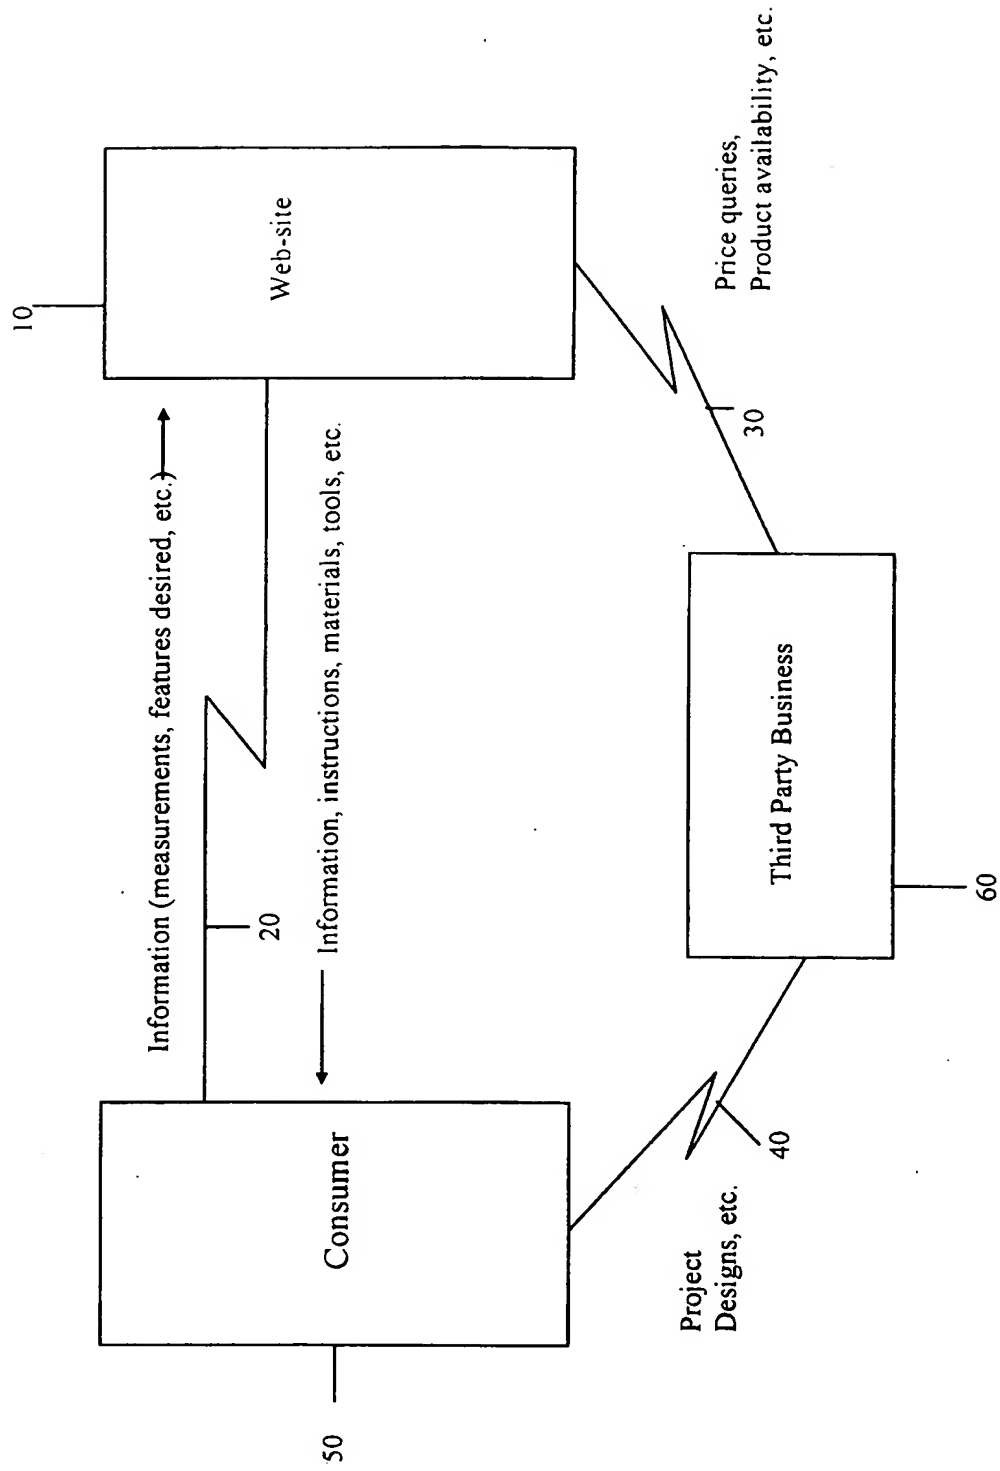 50
Consumer
Information (measurements, features desired, etc.)
20
Information, instructions, materials, tools, etc.
10
Web-site
Project
Designs, etc.
40
Third Party Business
60
30
Price queries,
Product availability, etc.